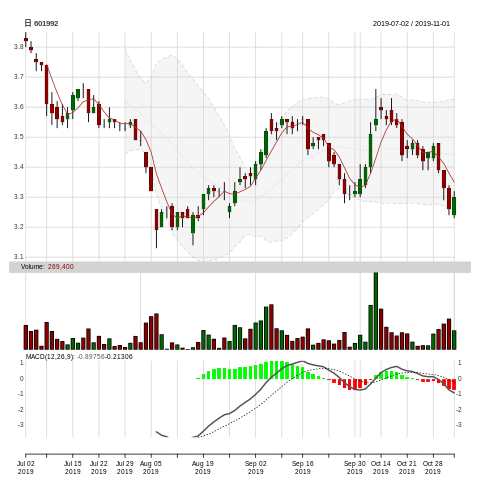 日 601992
2019-07-02 / 2019-11-01
3.8
3.7
3.6
3.5
3.4
3.3
3.2
3.1
Volume: 269,400
MACD(12,26,9): -0.89756-0.21306
1 1
0 0
-1 -1
-2 -2
-3 -3
Jul 02 Jul 15 Jul 22 Jul 29 Aug 05 Aug 19 Sep 02 Sep 16 Sep 30 Oct 14 Oct 21 Oct 28
2019 2019 2019 2019 2019 2019 2019 2019 2019 2019 2019 2019